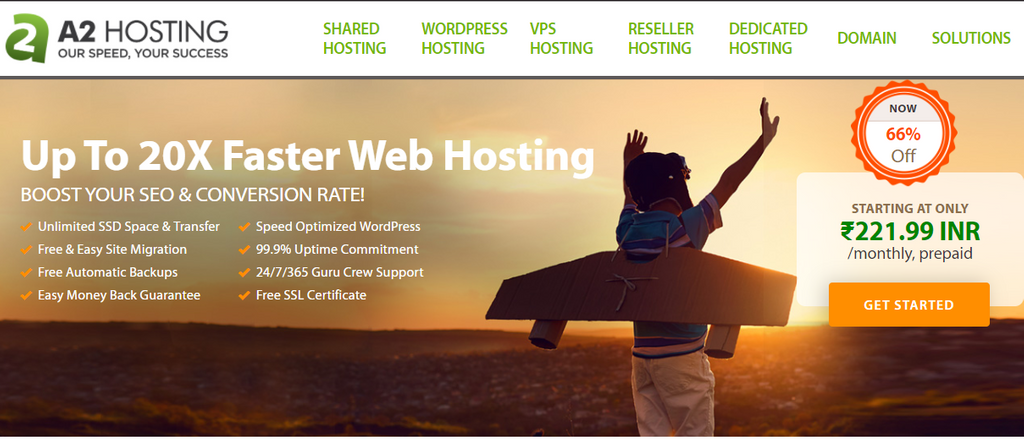 A2 HOSTING
OUR SPEED, YOUR SUCCESS
SHARED
HOSTING
WORDPRESS
HOSTING
VPS
HOSTING
RESELLER
HOSTING
DEDICATED
HOSTING
DOMAIN
SOLUTIONS
Up To 20X Faster Web Hosting
BOOST YOUR SEO & CONVERSION RATE!
Unlimited SSD Space & Transfer
Free & Easy Site Migration
Free Automatic Backups
Easy Money Back Guarantee
Speed Optimized WordPress
99.9% Uptime Commitment
24/7/365 Guru Crew Support
Free SSL Certificate
NOW
66%
Off
STARTING AT ONLY
₹221.99 INR
/monthly, prepaid
GET STARTED